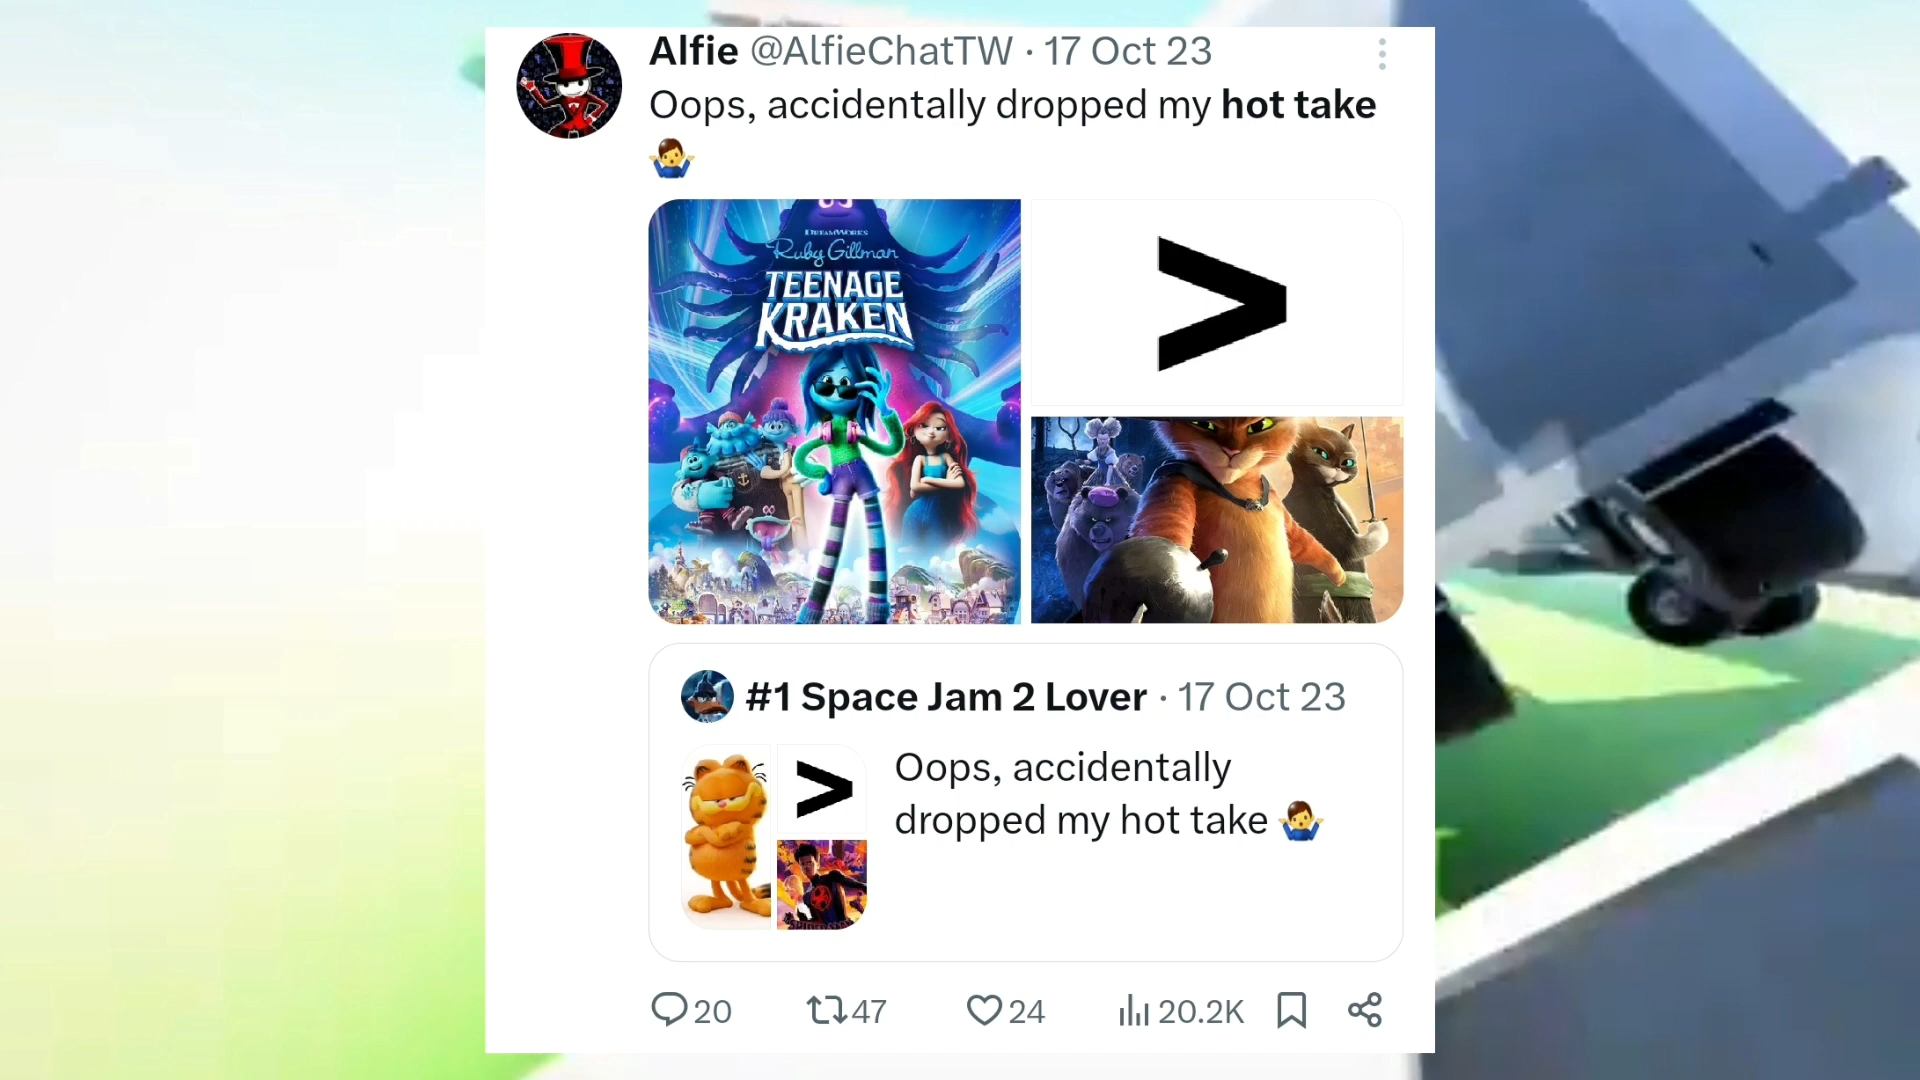 Alfie @AlfieChatTW · 17 Oct 23
Oops, accidentally dropped my hot take
🤷‍♂️
DREAMWORKS
Ruby Gillman
TEENAGE
KRAKEN
>
#1 Space Jam 2 Lover · 17 Oct 23
>
Oops, accidentally
dropped my hot take 🤷‍♂️
20 47 24 20.2K